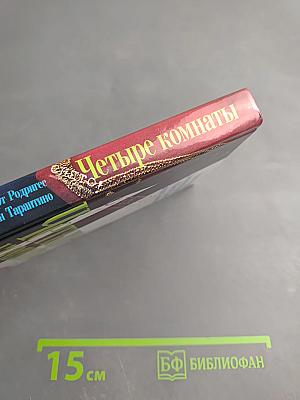 Четыре комнаты
Родригес
Тарантино
15 см
БФ БИБЛИОФАН